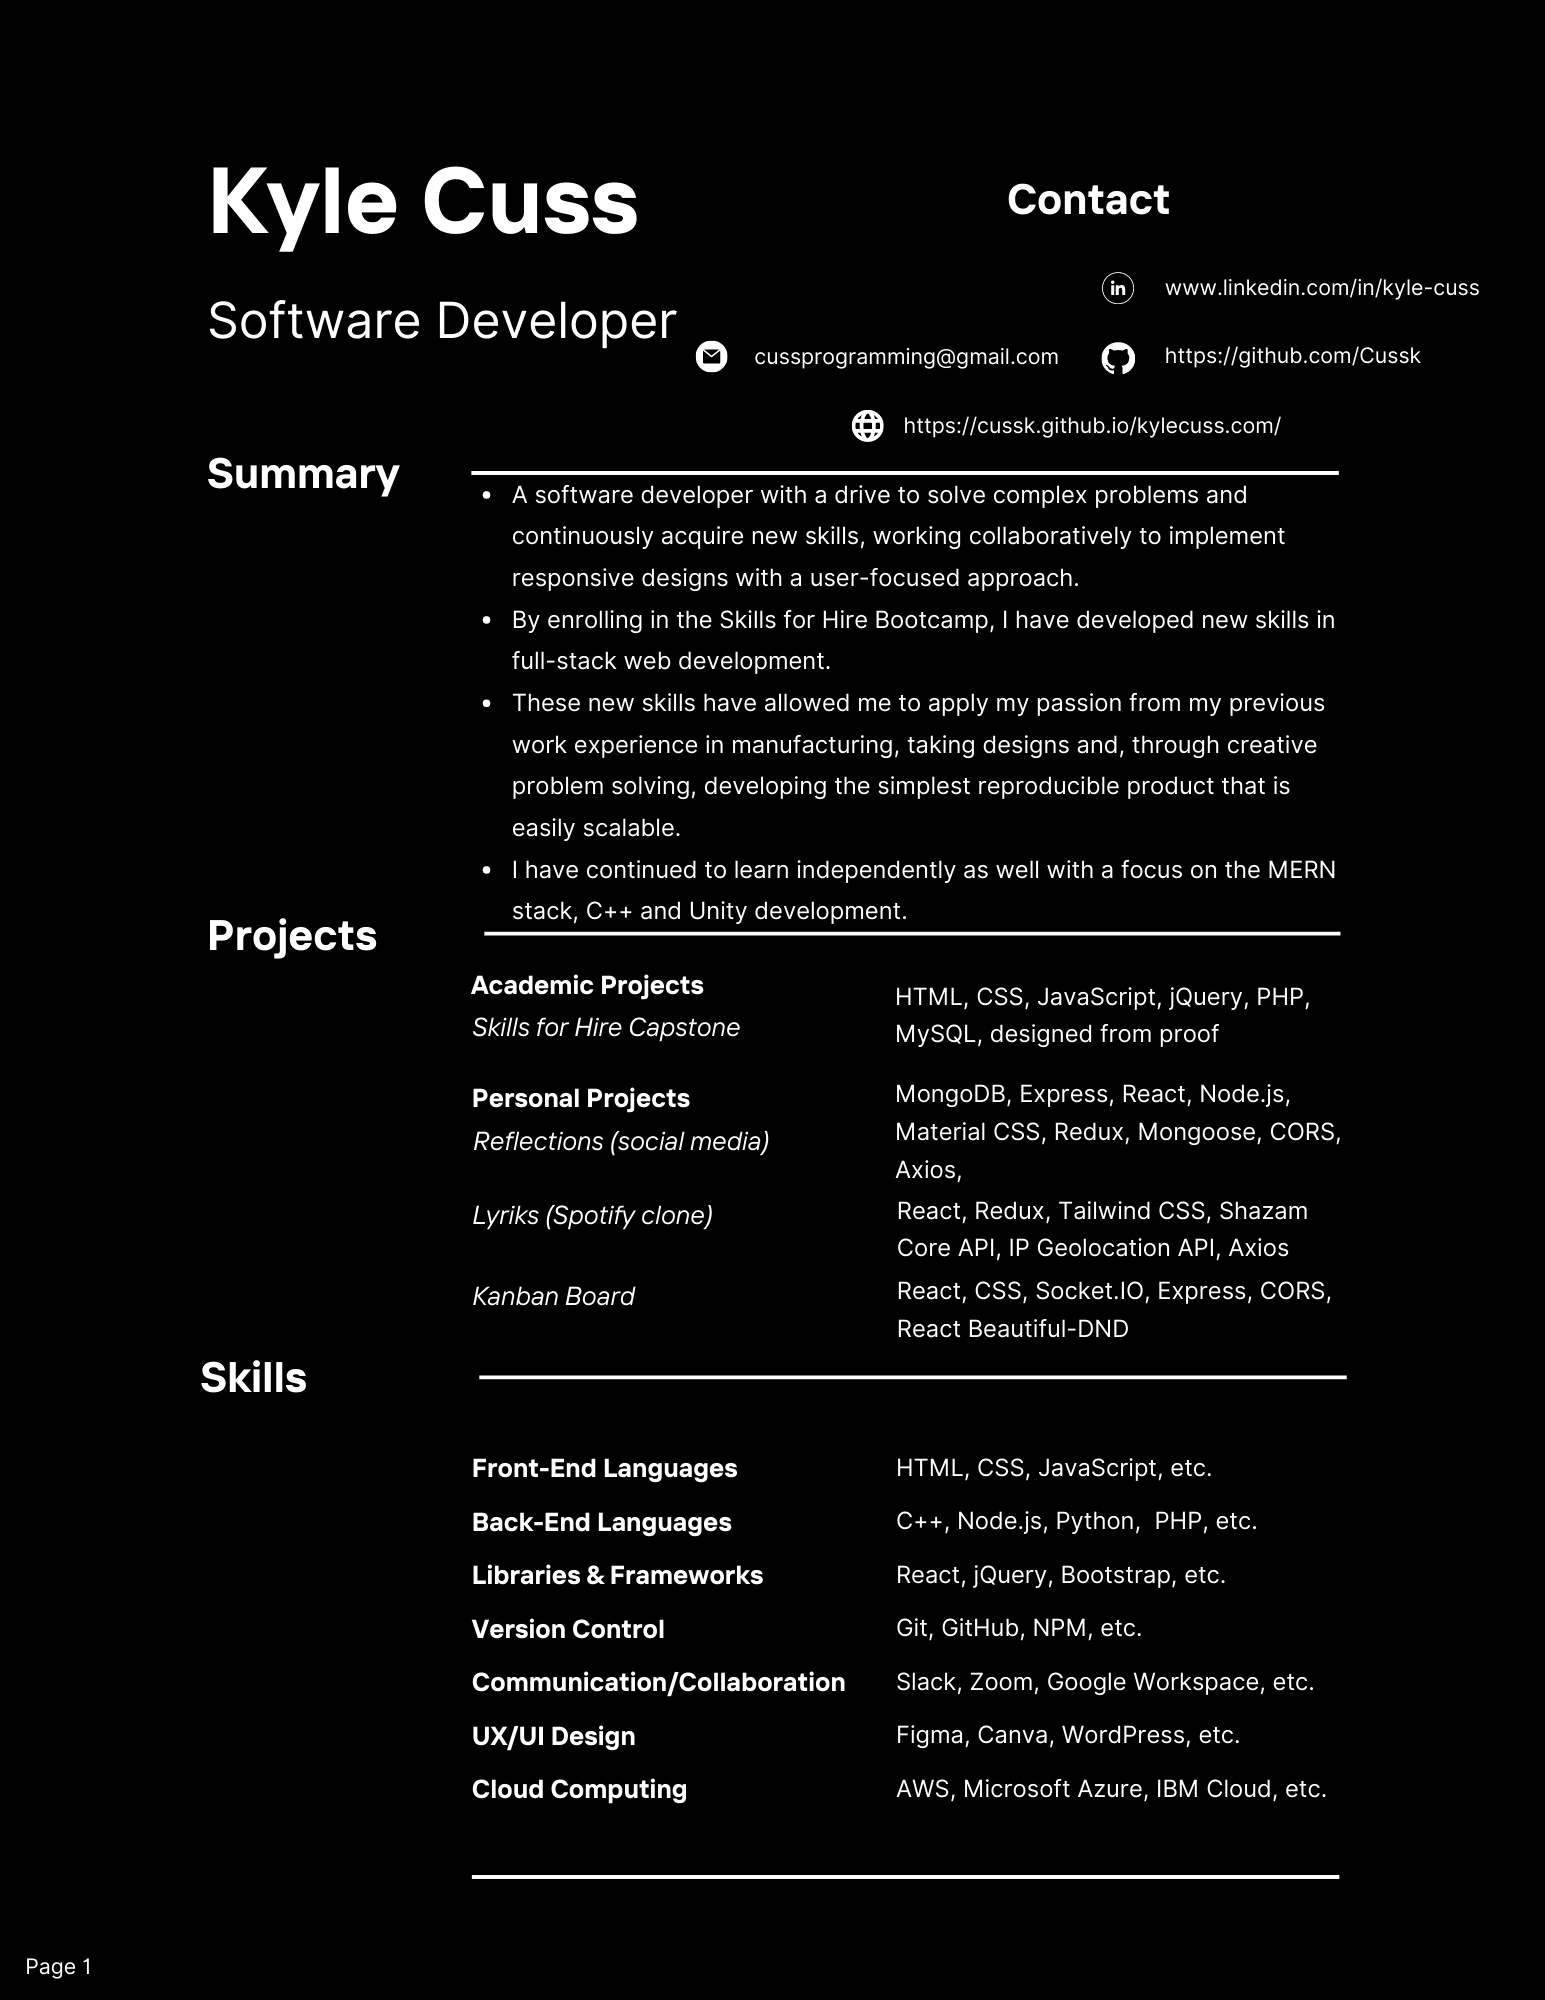 Kyle Cuss
Software Developer
Contact
www.linkedin.com/in/kyle-cuss
cussprogramming@gmail.com
https://github.com/Cussk
https://cussk.github.io/kylecuss.com/
Summary
• A software developer with a drive to solve complex problems and
continuously acquire new skills, working collaboratively to implement
responsive designs with a user-focused approach.
• By enrolling in the Skills for Hire Bootcamp, I have developed new skills in
full-stack web development.
• These new skills have allowed me to apply my passion from my previous
work experience in manufacturing, taking designs and, through creative
problem solving, developing the simplest reproducible product that is
easily scalable.
• I have continued to learn independently as well with a focus on the MERN
stack, C++ and Unity development.
Projects
Academic Projects
Skills for Hire Capstone
HTML, CSS, JavaScript, jQuery, PHP,
MySQL, designed from proof
Personal Projects
Reflections (social media)
MongoDB, Express, React, Node.js,
Material CSS, Redux, Mongoose, CORS,
Axios,
Lyriks (Spotify clone)
React, Redux, Tailwind CSS, Shazam
Core API, IP Geolocation API, Axios
Kanban Board
React, CSS, Socket.IO, Express, CORS,
React Beautiful-DND
Skills
Front-End Languages
HTML, CSS, JavaScript, etc.
Back-End Languages
C++, Node.js, Python,  PHP, etc.
Libraries & Frameworks
React, jQuery, Bootstrap, etc.
Version Control
Git, GitHub, NPM, etc.
Communication/Collaboration
Slack, Zoom, Google Workspace, etc.
UX/UI Design
Figma, Canva, WordPress, etc.
Cloud Computing
AWS, Microsoft Azure, IBM Cloud, etc.
Page 1